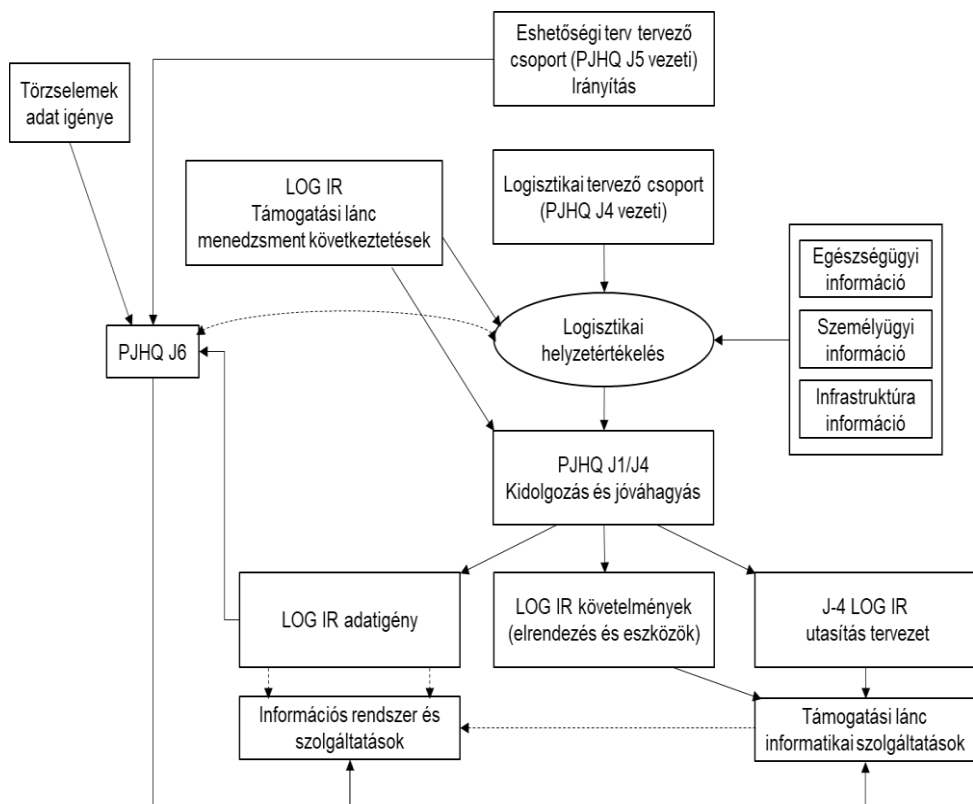 Eshetőségi terv tervező
csoport (PJHQ J5 vezeti)
Irányítás
Törzselemek
adat igénye
LOG IR
Támogatási lánc
menedzsment következtetések
Logisztikai tervező csoport
(PJHQ J4 vezeti)
Egészségügyi
információ
Személyügyi
információ
Infrastruktúra
információ
PJHQ J6
Logisztikai
helyzetértékelés
PJHQ J1/J4
Kidolgozás és jóváhagyás
LOG IR adatigény
LOG IR követelmények
(elrendezés és eszközök)
J-4 LOG IR
utasítás tervezet
Információs rendszer és
szolgáltatások
Támogatási lánc
informatikai szolgáltatások